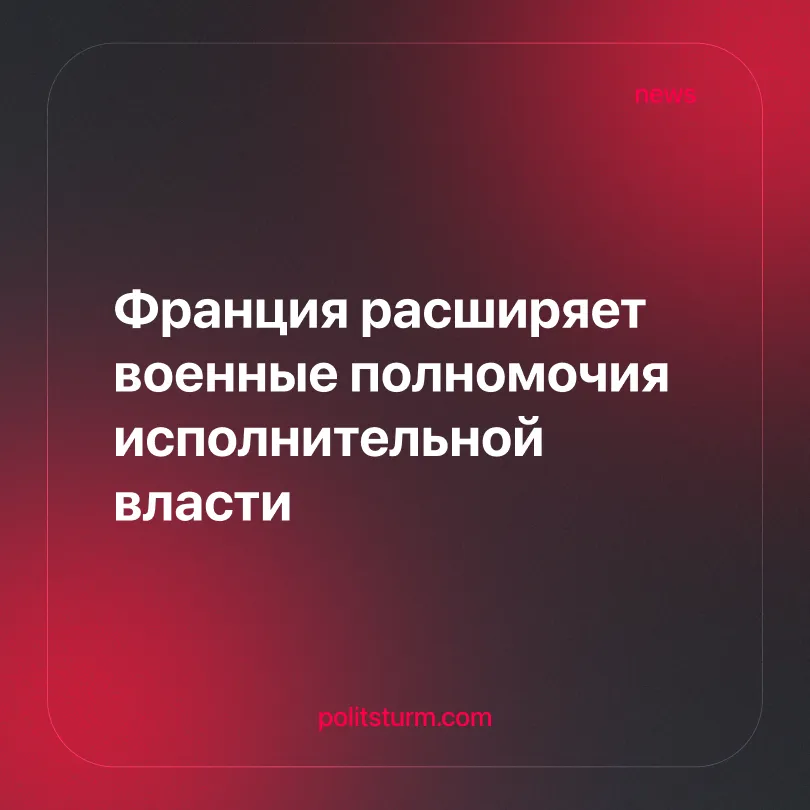 news
Франция расширяет
военные полномочия
исполнительной
власти
politsturm.com